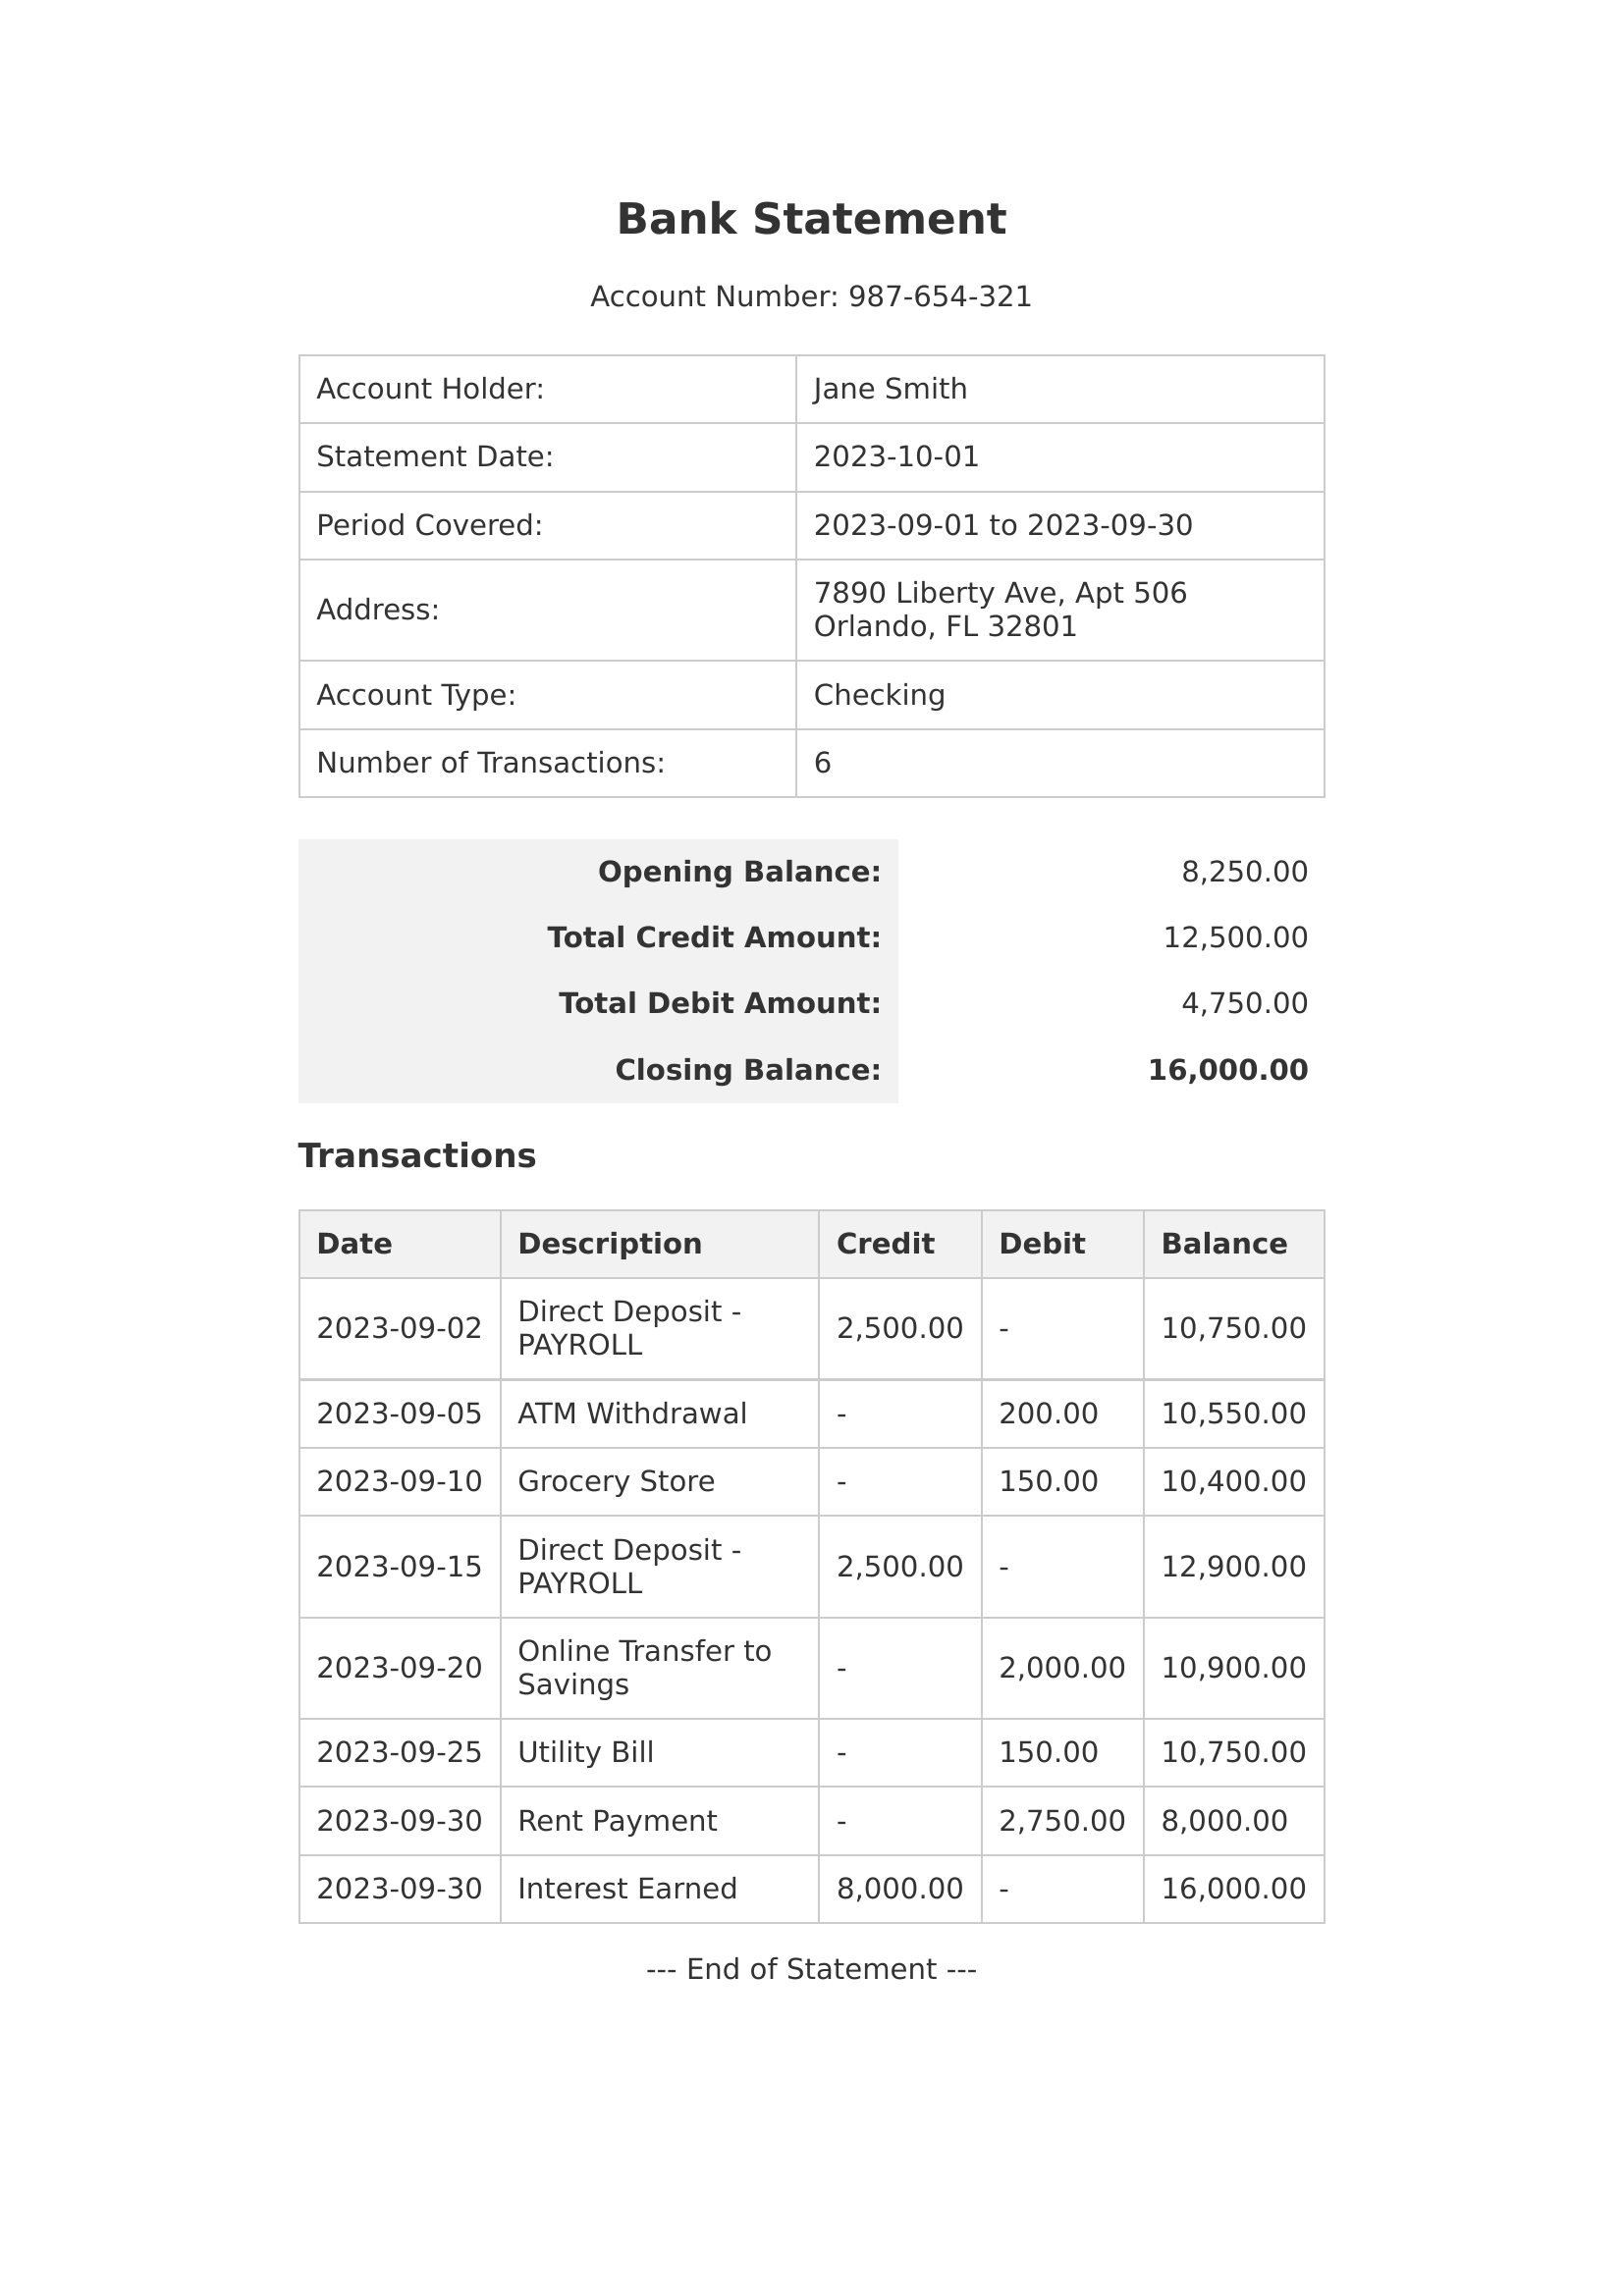 Bank Statement
Account Number: 987-654-321
Account Holder: Jane Smith
Statement Date: 2023-10-01
Period Covered: 2023-09-01 to 2023-09-30
Address: 7890 Liberty Ave, Apt 506
Orlando, FL 32801
Account Type: Checking
Number of Transactions: 6
Opening Balance: 8,250.00
Total Credit Amount: 12,500.00
Total Debit Amount: 4,750.00
Closing Balance: 16,000.00
Transactions
Date Description Credit Debit Balance
2023-09-02 Direct Deposit -
PAYROLL 2,500.00 - 10,750.00
2023-09-05 ATM Withdrawal - 200.00 10,550.00
2023-09-10 Grocery Store - 150.00 10,400.00
2023-09-15 Direct Deposit -
PAYROLL 2,500.00 - 12,900.00
2023-09-20 Online Transfer to
Savings - 2,000.00 10,900.00
2023-09-25 Utility Bill - 150.00 10,750.00
2023-09-30 Rent Payment - 2,750.00 8,000.00
2023-09-30 Interest Earned 8,000.00 - 16,000.00
--- End of Statement ---